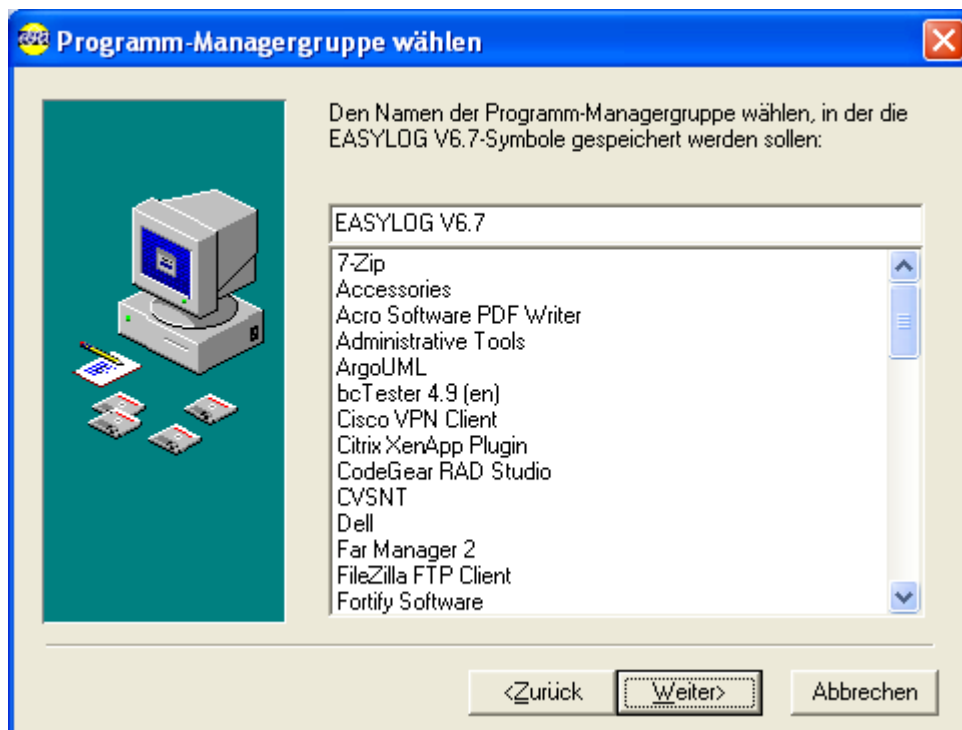 Programm-Managergruppe wählen
Den Namen der Programm-Managergruppe wählen, in der die
EASYLOG V6.7-Symbole gespeichert werden sollen:
EASYLOG V6.7
7-Zip
Accessories
Acro Software PDF Writer
Administrative Tools
ArgoUML
bcTester 4.9 (en)
Cisco VPN Client
Citrix XenApp Plugin
CodeGear RAD Studio
CVSNT
Dell
Far Manager 2
FileZilla FTP Client
Fortify Software
<Zurück
Weiter>
Abbrechen